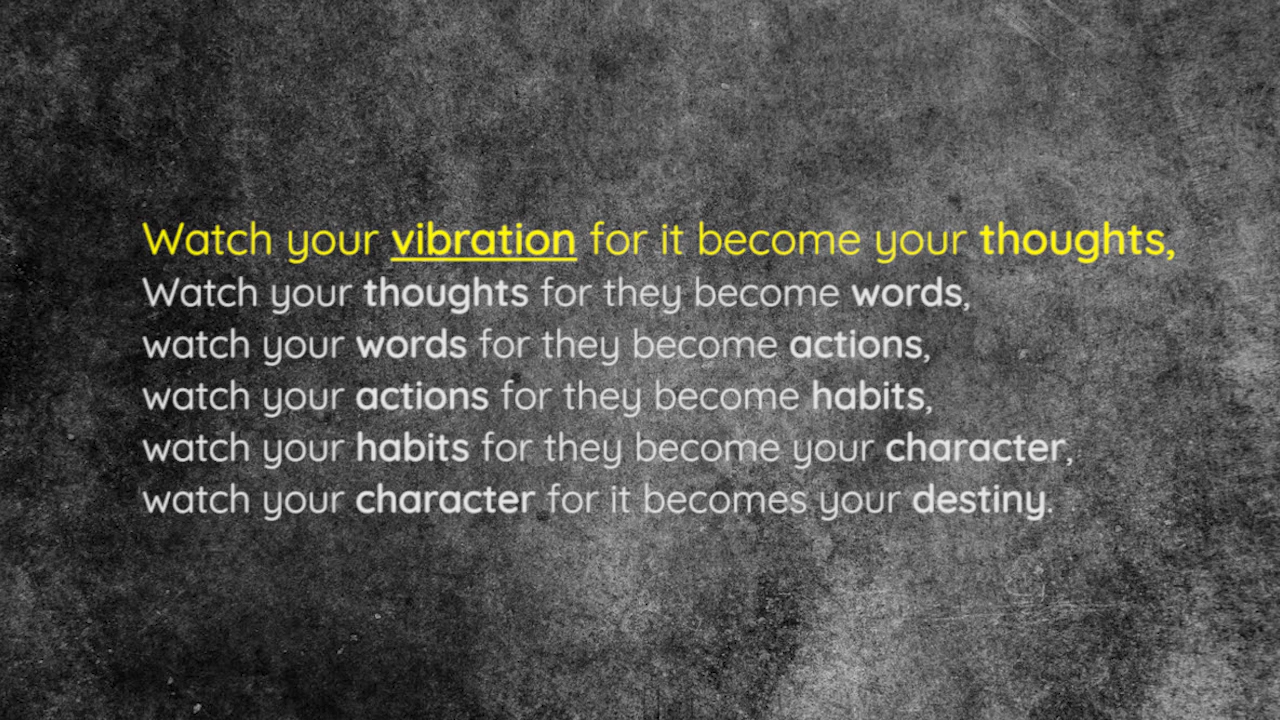 Watch your vibration for it become your thoughts,
Watch your thoughts for they become words,
watch your words for they become actions,
watch your actions for they become habits,
watch your habits for they become your character,
watch your character for it becomes your destiny.